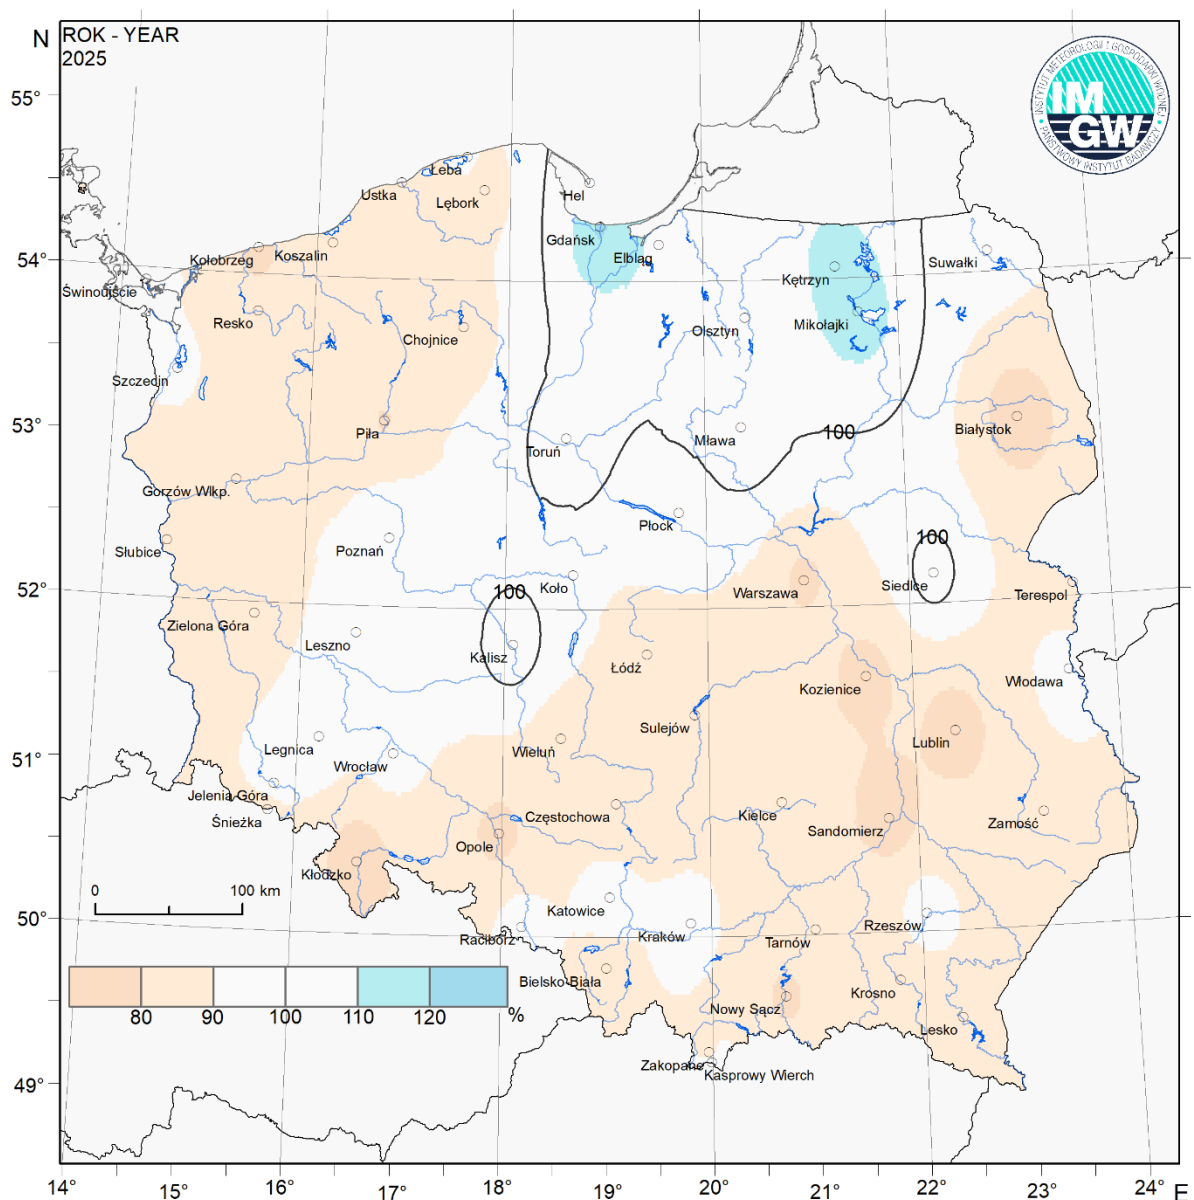 N
ROK - YEAR
2025
INSTYTUT METEOROLOGII I GOSPODARKI WODNEJ
IM
GW
PAŃSTWOWY INSTYTUT BADAWCZY
55°
Łeba
Ustka
Lębork
Hel
Gdańsk
Elbląg
54°
Kołobrzeg
Koszalin
Suwałki
Świnoujście
Kętrzyn
Resko
Chojnice
Olsztyn
Mikołajki
Szczecin
53°
Piła
Toruń
Mława
100
Białystok
Gorzów Wlkp.
Słubice
Poznań
Płock
100
52°
Koło
100
Warszawa
Siedlce
Terespol
Zielona Góra
Leszno
Kalisz
Łódź
Kozienice
Włodawa
51°
Legnica
Wrocław
Wieluń
Sulejów
Lublin
Jelenia Góra
Śnieżka
Częstochowa
Kielce
Sandomierz
Zamość
Opole
Kłodzko
0 100 km
50°
Katowice
Racibórz
Kraków
Tarnów
Rzeszów
Bielsko-Biała
Nowy Sącz
Krosno
Lesko
80 90 100 110 120 %
49°
Zakopane
Kasprowy Wierch
14° 15° 16° 17° 18° 19° 20° 21° 22° 23° 24° E